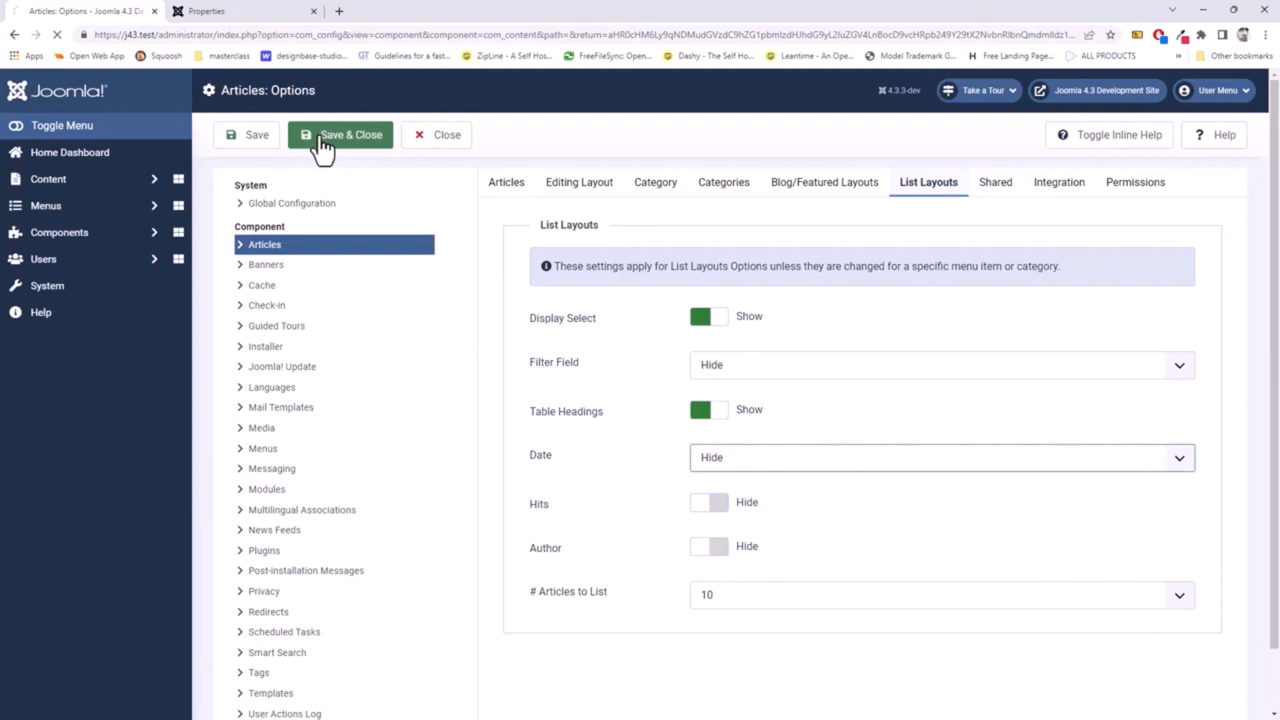 Articles: Options - Joomla 4.3 De
Properties
https://j43.test/administrator/index.php?option=com_config&view=component&component=com_content&path=&return=
Apps
Open Web App
Squoosh
masterclass
designbase-studio...
Guidelines for a fast...
ZipLine - A Self Hos...
FreeFileSync: Open...
Dashy - The Self Ho...
Leantime - An Ope...
Model Trademark G...
Free Landing Page...
ALL PRODUCTS
»
Other bookmarks
Joomla!®
Articles: Options
4.3.3-dev
Take a Tour
Joomla 4.3 Development Site
User Menu
Toggle Menu
Home Dashboard
Content
Menus
Components
Users
System
Help
Save
Save & Close
Close
Toggle Inline Help
? Help
System
Global Configuration
Component
Articles
Banners
Cache
Check-in
Guided Tours
Installer
Joomla! Update
Languages
Mail Templates
Media
Menus
Messaging
Modules
Multilingual Associations
News Feeds
Plugins
Post-installation Messages
Privacy
Redirects
Scheduled Tasks
Smart Search
Tags
Templates
User Actions Log
Articles
Editing Layout
Category
Categories
Blog/Featured Layouts
List Layouts
Shared
Integration
Permissions
List Layouts
These settings apply for List Layouts Options unless they are changed for a specific menu item or category.
Display Select
Show
Filter Field
Hide
Table Headings
Show
Date
Hide
Hits
Hide
Author
Hide
# Articles to List
10